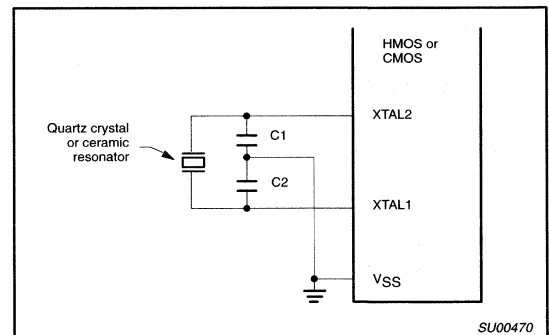 HMOS or
CMOS
XTAL2
Quartz crystal
or ceramic
resonator
C1
C2
XTAL1
VSS
SU00470